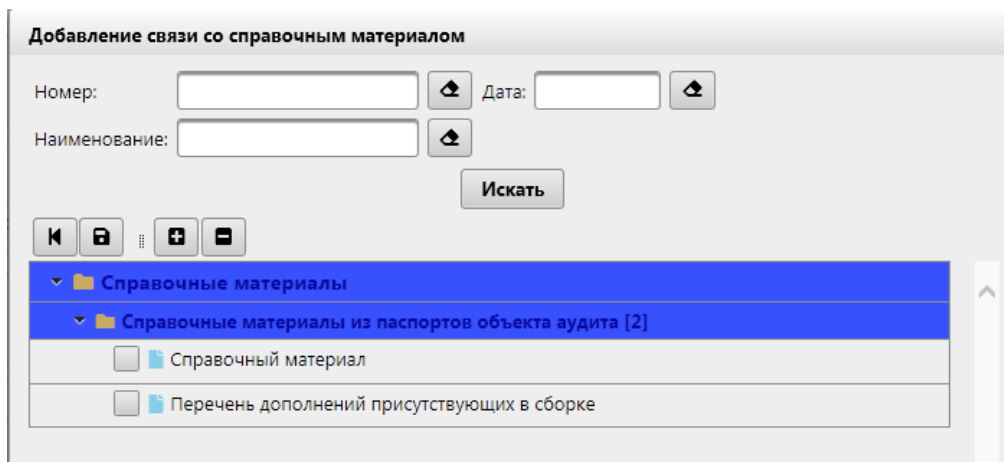 Добавление связи со справочным материалом
Номер: Дата:
Наименование:
Искать
Справочные материалы
Справочные материалы из паспортов объекта аудита [2]
Справочный материал
Перечень дополнений присутствующих в сборке